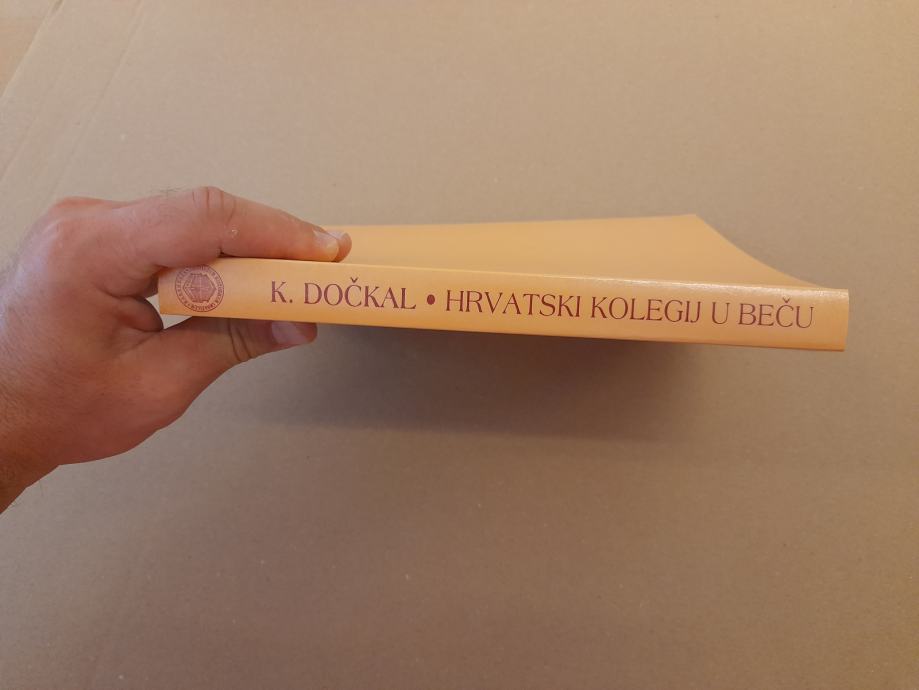 K. DOČKAL • HRVATSKI KOLEGIJ U BEČU